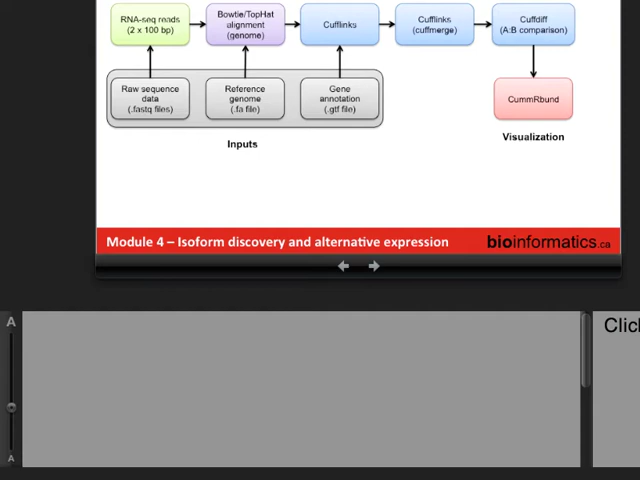 RNA-seq reads
(2 x 100 bp)
Bowtie/TopHat
alignment
(genome)
Cufflinks
Cufflinks
(cuffmerge)
Cuffdiff
(A:B comparison)
Raw sequence
data
(.fastq files)
Reference
genome
(.fa file)
Gene
annotation
(.gtf file)
CummRbund
Inputs
Visualization
Module 4 – Isoform discovery and alternative expression
bioinformatics.ca
A
Clic
A